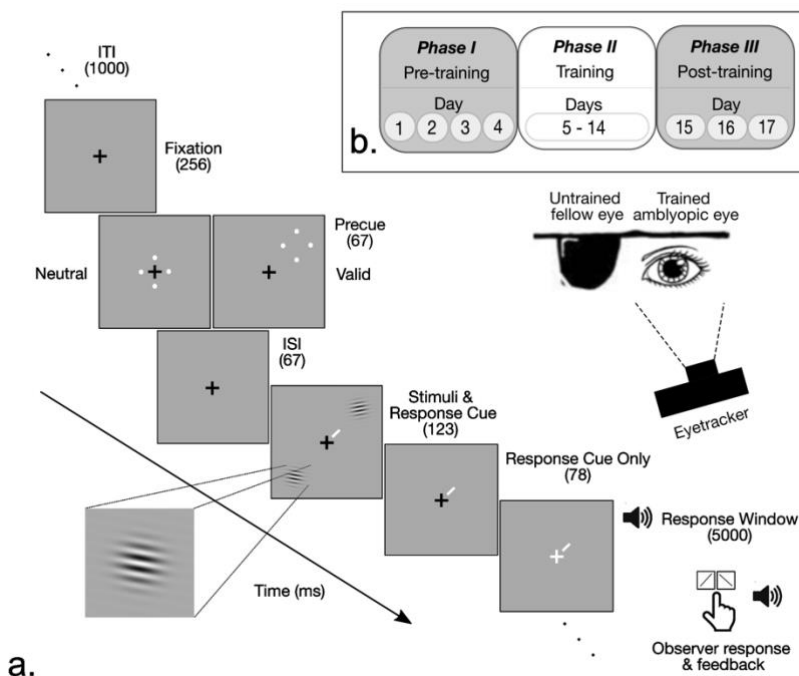 ITI
(1000)
Fixation
(256)
Precue
(67)
Neutral
Valid
ISI
(67)
Stimuli &
Response Cue
(123)
Response Cue Only
(78)
Response Window
(5000)
Observer response
& feedback
Time (ms)
a.
b.
Phase I
Pre-training
Day
1 2 3 4
Phase II
Training
Days
5 - 14
Phase III
Post-training
Day
15 16 17
Untrained
fellow eye
Trained
amblyopic eye
Eyetracker